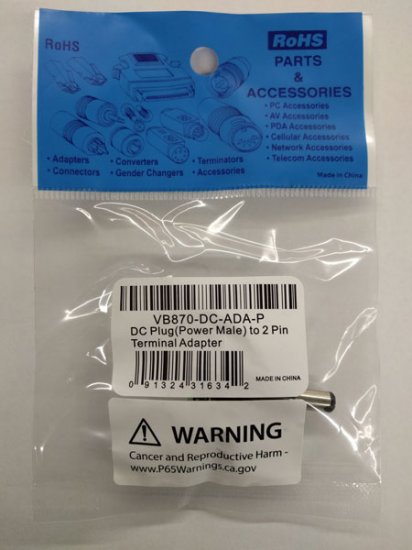 RoHS
RoHS
PARTS
&
ACCESSORIES
• PC Accessories
• AV Accessories
• PDA Accessories
• Cellular Accessories
• Network Accessories
• Telecom Accessories
• Adapters • Converters • Terminators
• Connectors • Gender Changers • Accessories
Made in China
VB870-DC-ADA-P
DC Plug(Power Male) to 2 Pin
Terminal Adapter
0 91324 31634 2
MADE IN CHINA
WARNING
Cancer and Reproductive Harm -
www.P65Warnings.ca.gov